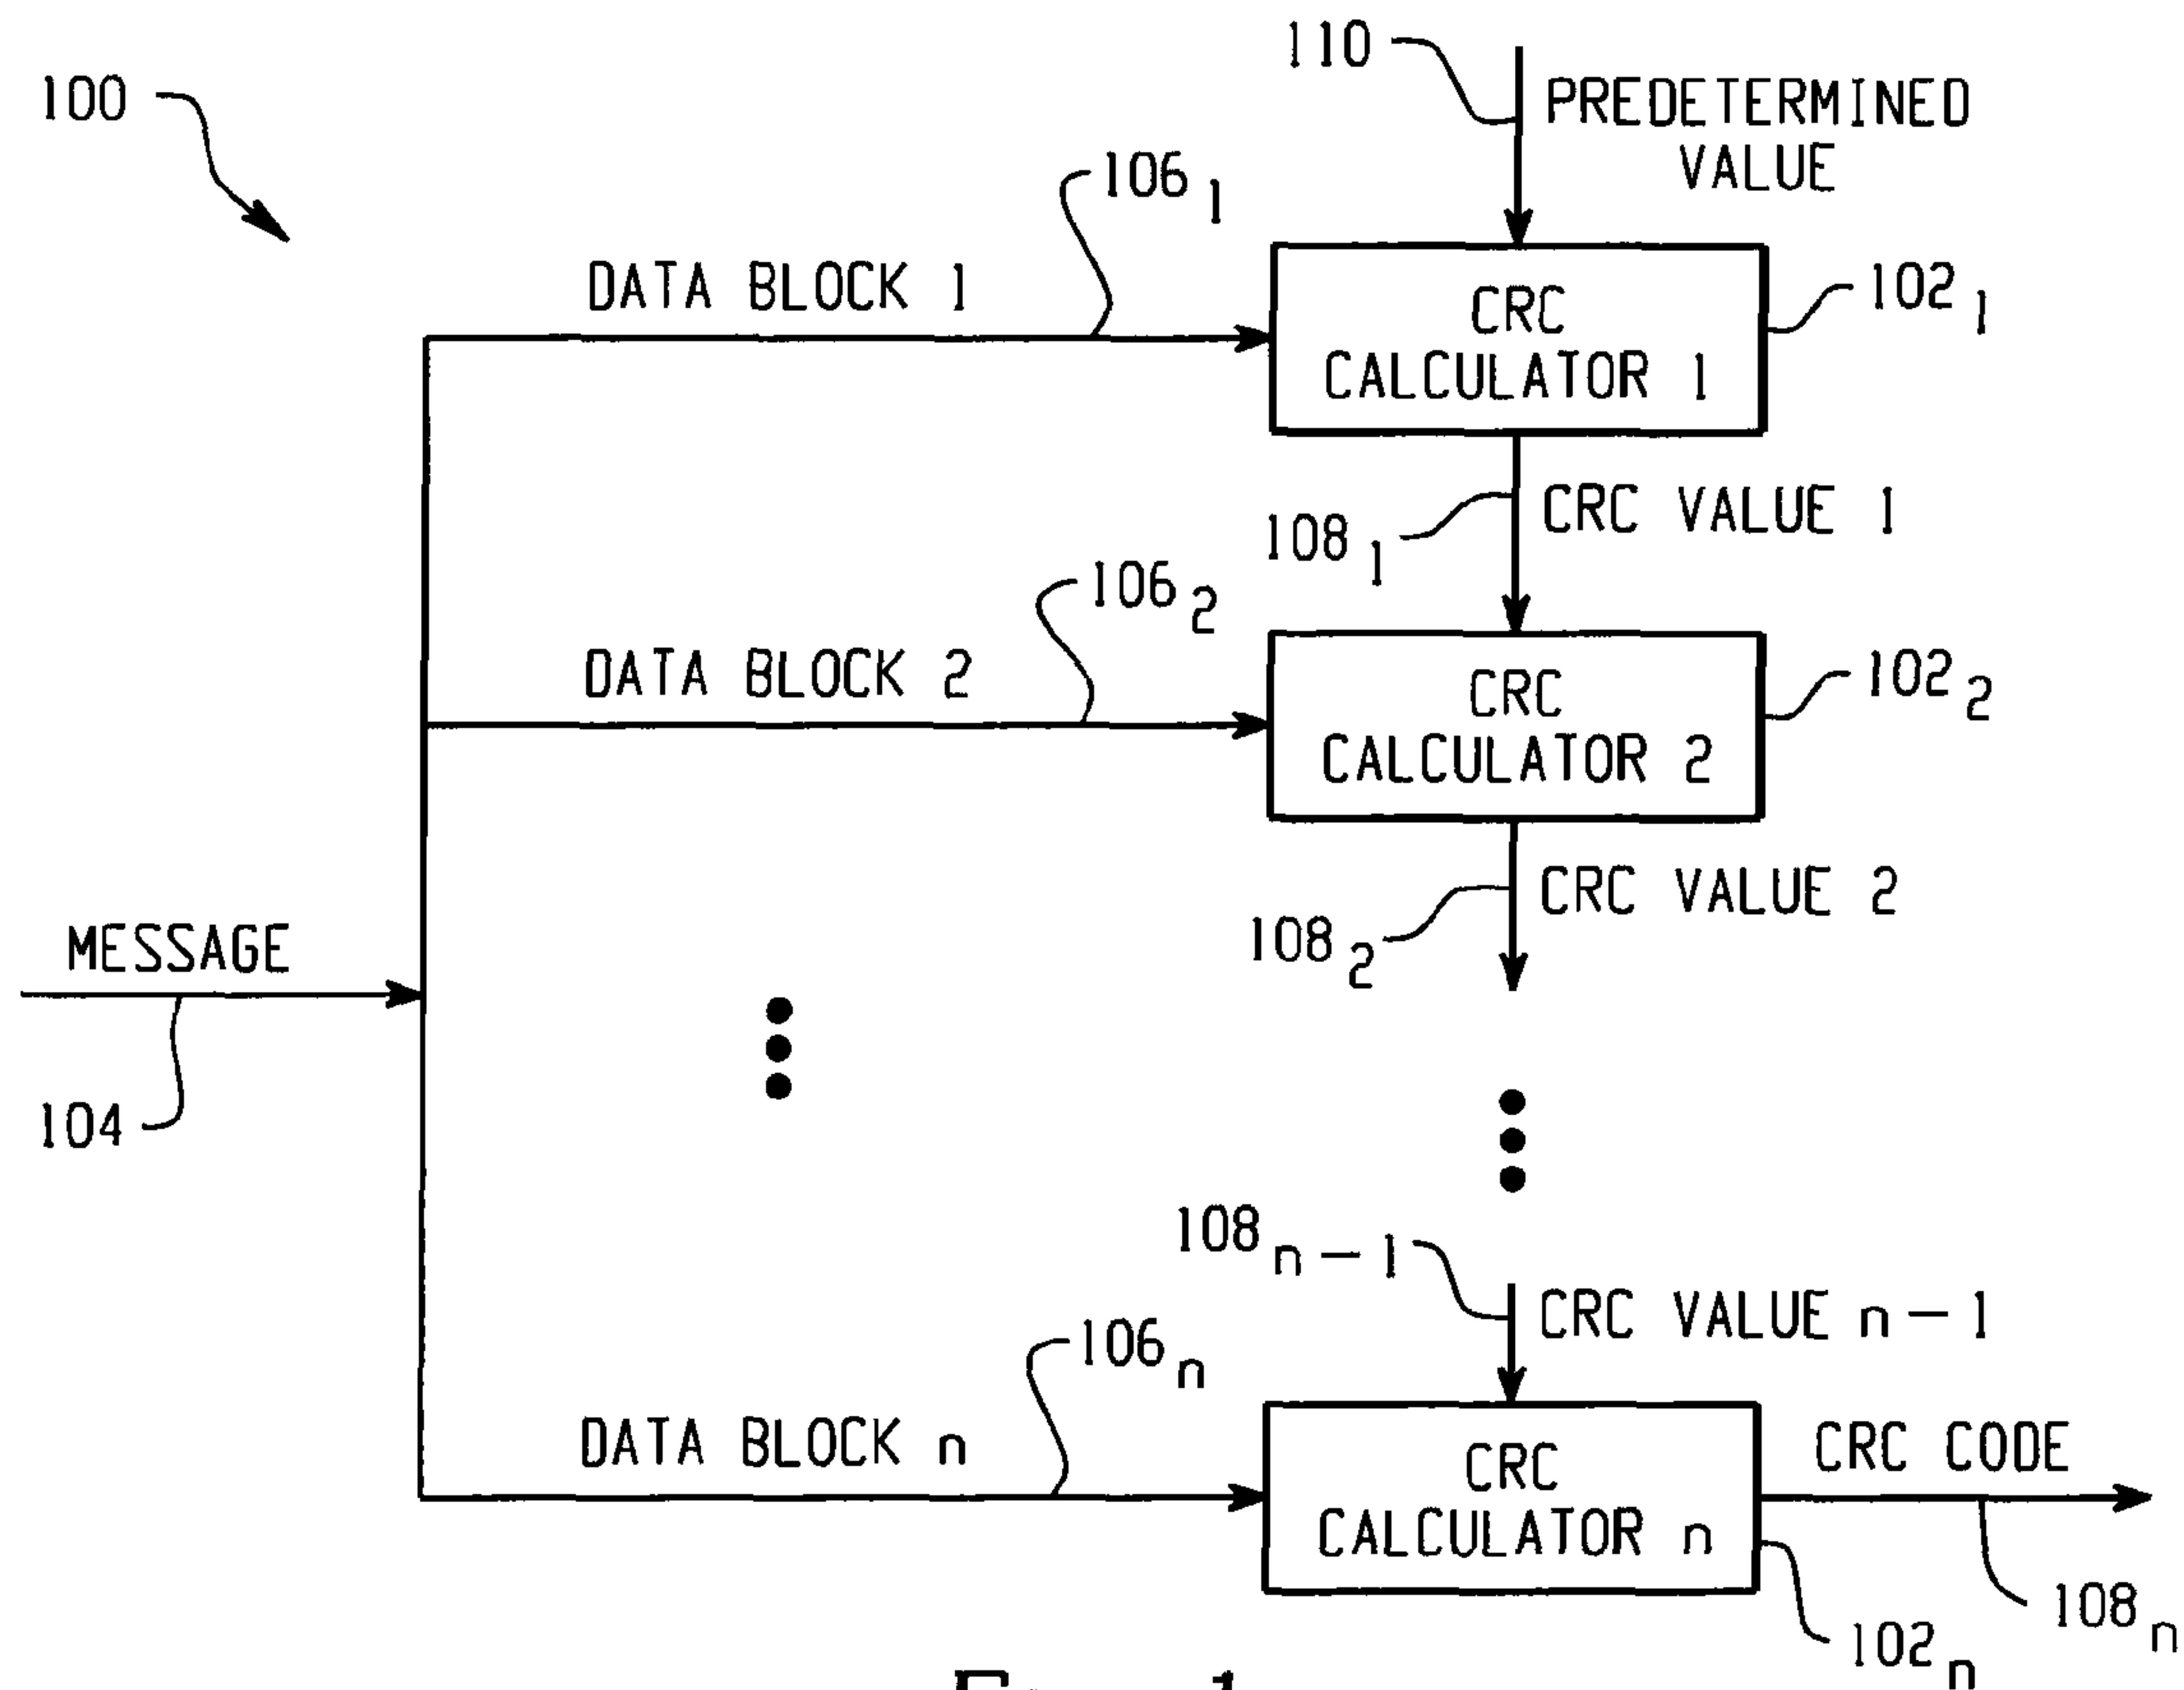 110
100
PREDETERMINED
VALUE
106 1
DATA BLOCK 1
CRC
CALCULATOR 1
102 1
CRC VALUE 1
108 1
106 2
DATA BLOCK 2
CRC
CALCULATOR 2
102 2
CRC VALUE 2
108 2
MESSAGE
104
108 n-1
CRC VALUE n-1
106 n
DATA BLOCK n
CRC
CALCULATOR n
CRC CODE
108 n
102 n